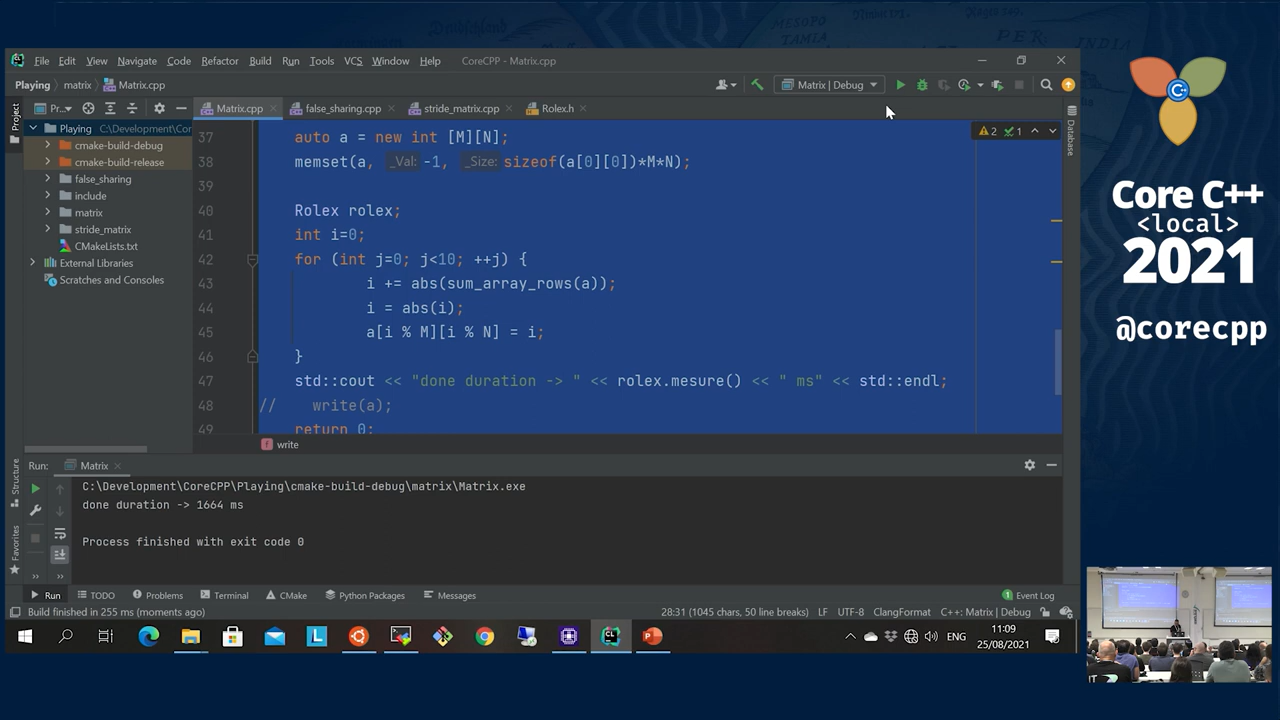 File Edit View Navigate Code Refactor Build Run Tools VCS Window Help CoreCPP - Matrix.cpp
Playing matrix Matrix.cpp Matrix | Debug
Project Pr... Matrix.cpp false_sharing.cpp stride_matrix.cpp Rolex.h Database
Playing C:\Development\Cor
cmake-build-debug
cmake-build-release
false_sharing
include
matrix
stride_matrix
CMakeLists.txt
External Libraries
Scratches and Consoles
2 1
37 auto a = new int [M][N];
38 memset(a, _Val: -1, _Size: sizeof(a[0][0])*M*N);
39
40 Rolex rolex;
41 int i=0;
42 for (int j=0; j<10; ++j) {
43 i += abs(sum_array_rows(a));
44 i = abs(i);
45 a[i % M][i % N] = i;
46 }
47 std::cout << "done duration -> " << rolex.mesure() << " ms" << std::endl;
48 // write(a);
49 return 0;
f write
Run: Matrix
C:\Development\CoreCPP\Playing\cmake-build-debug\matrix\Matrix.exe
done duration -> 1664 ms
Process finished with exit code 0
Structure
Favorites
Run TODO Problems Terminal CMake Python Packages Messages 1 Event Log
Build finished in 255 ms (moments ago) 28:31 (1045 chars, 50 line breaks) LF UTF-8 ClangFormat C++: Matrix | Debug
ENG
11:09
25/08/2021
C++
Core C++
<local>
2021
@corecpp